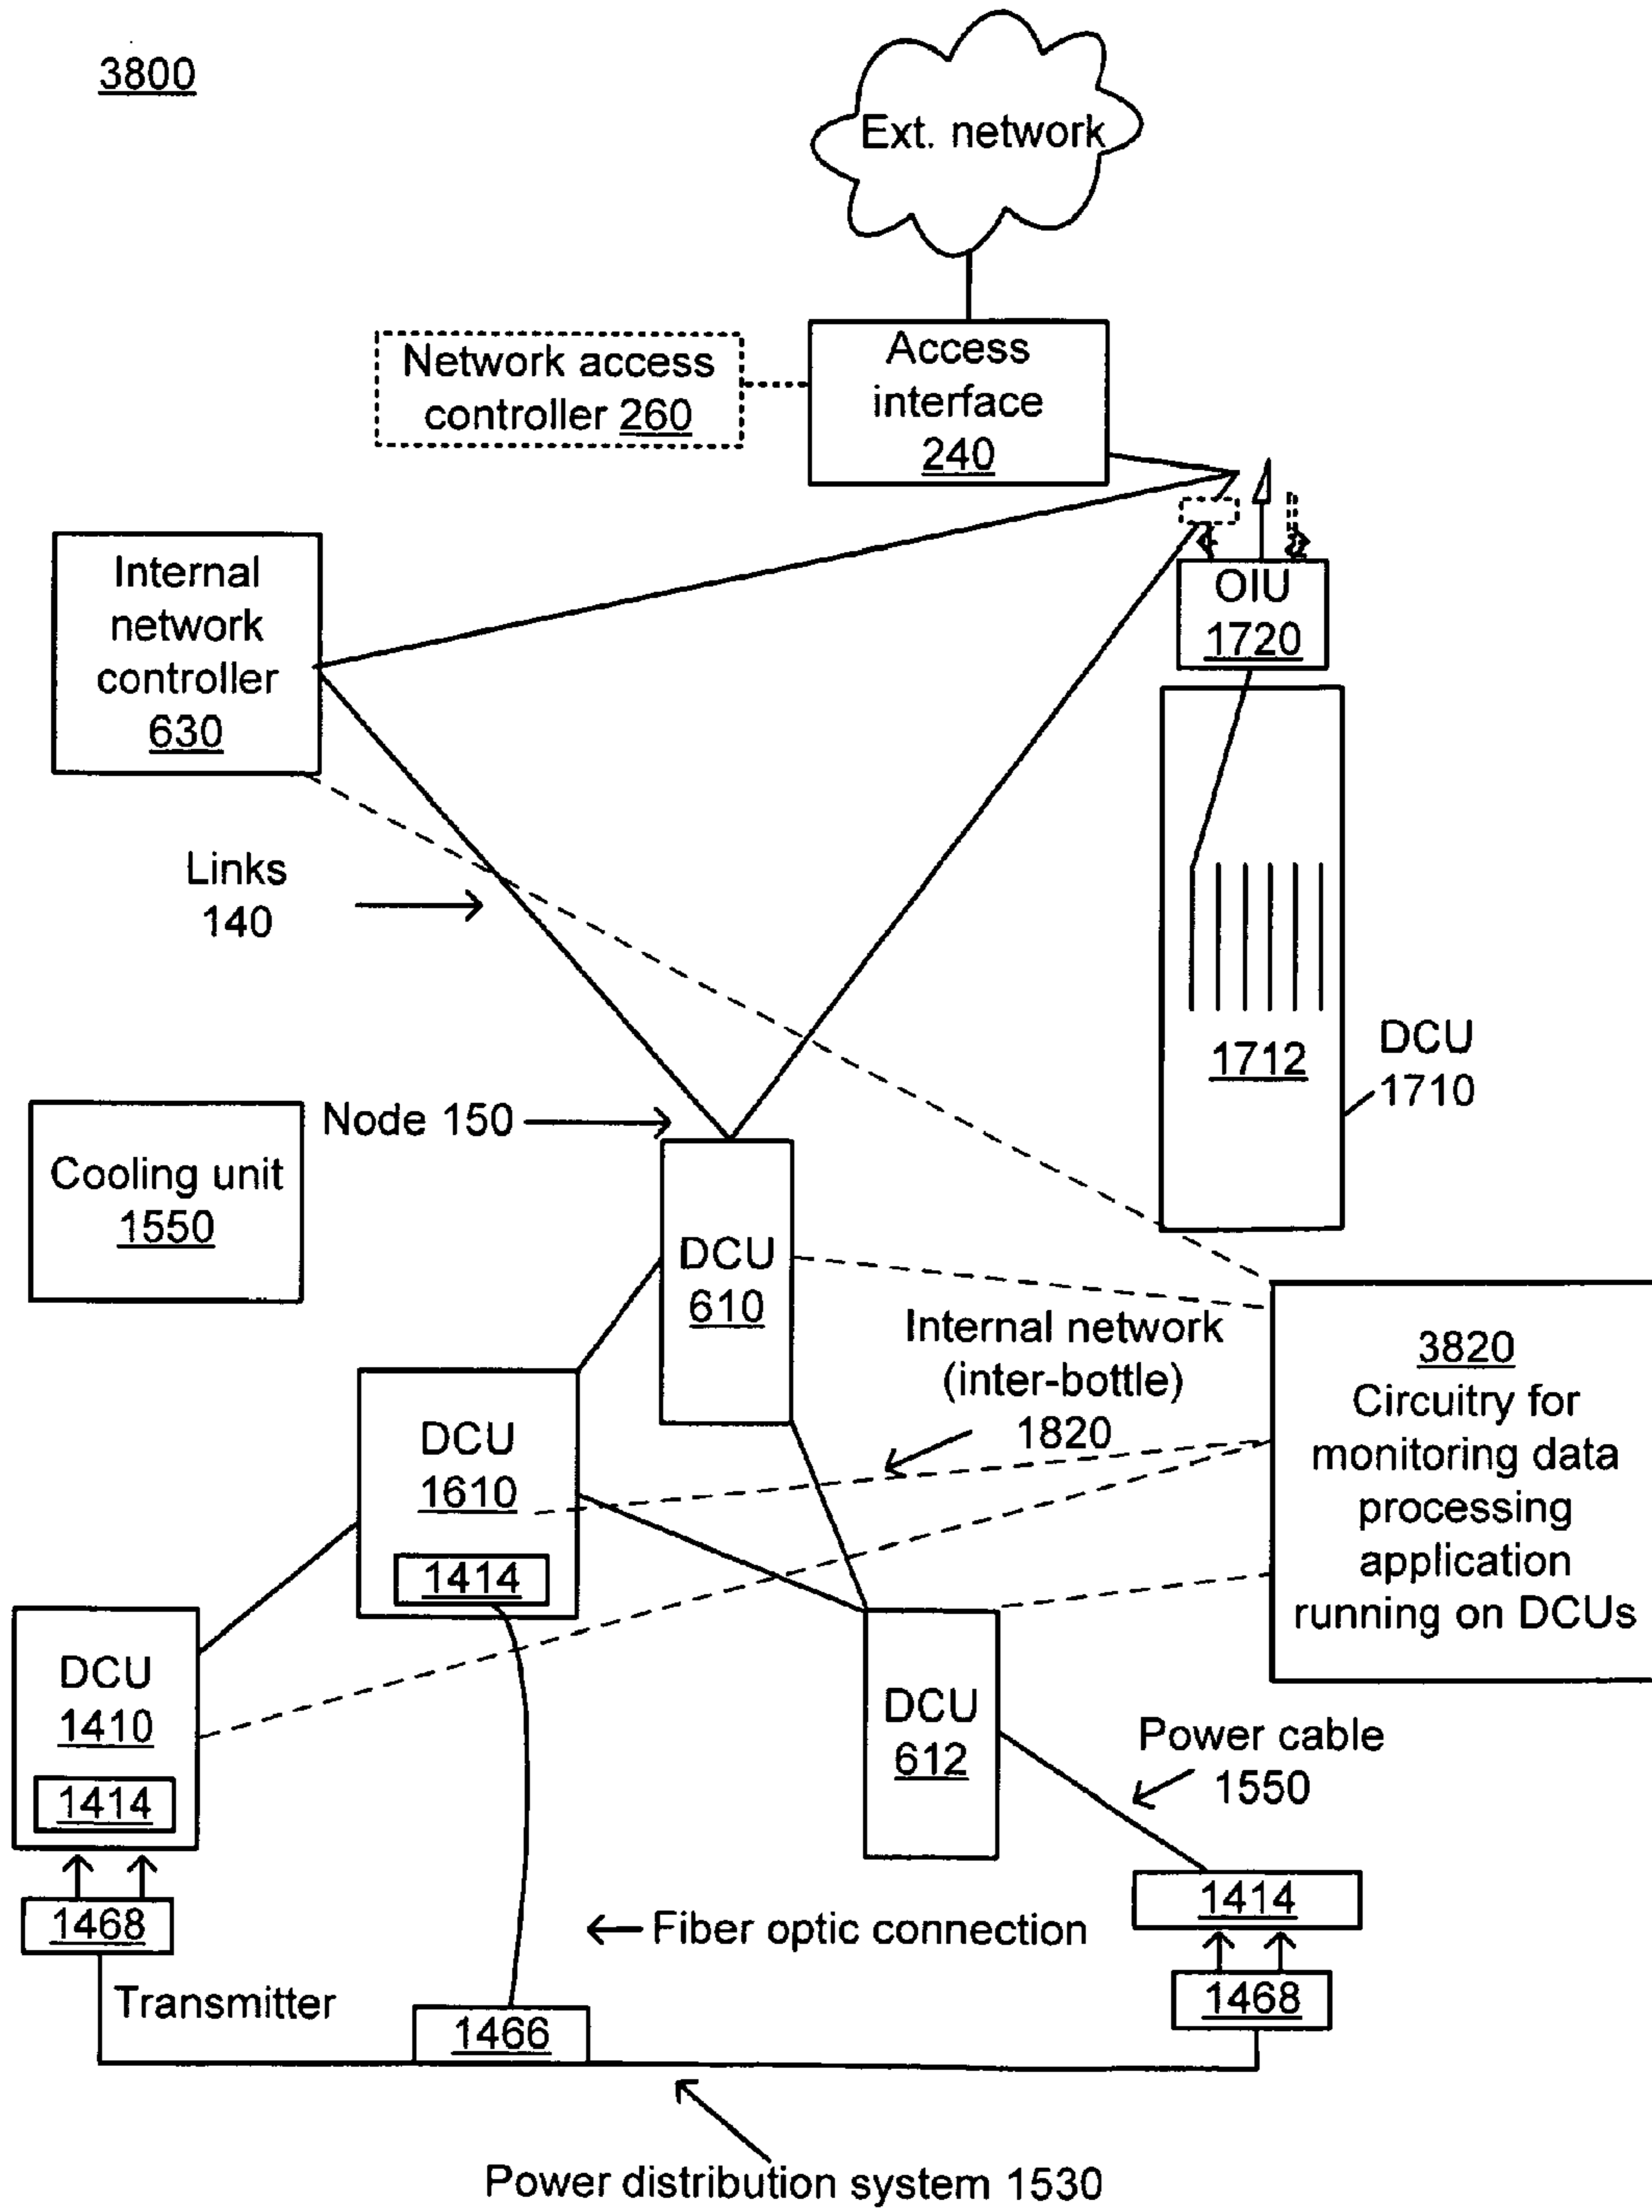 3800
Ext. network
Network access
controller 260
Access
interface
240
Internal
network
controller
630
OIU
1720
Links
140
1712
DCU
1710
Node 150
Cooling unit
1550
DCU
610
Internal network
(inter-bottle)
1820
3820
Circuitry for
monitoring data
processing
application
running on DCUs
DCU
1610
1414
DCU
1410
1414
DCU
612
Power cable
1550
1414
1468
Fiber optic connection
1468
Transmitter
1466
Power distribution system 1530